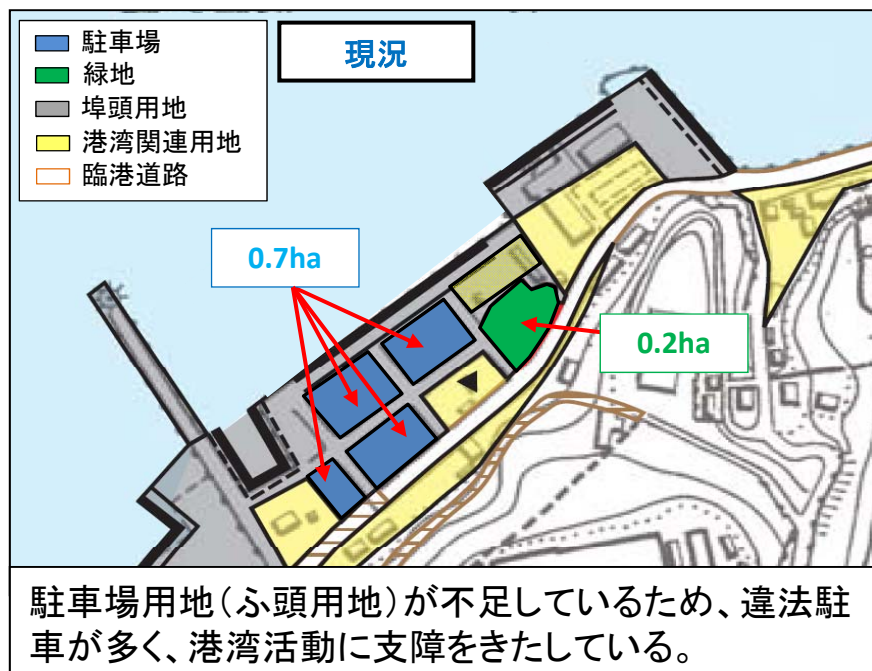 駐車場
緑地
埠頭用地
港湾関連用地
臨港道路
現況
0.7ha
0.2ha
駐車場用地(ふ頭用地)が不足しているため、違法駐
車が多く、港湾活動に支障をきたしている。